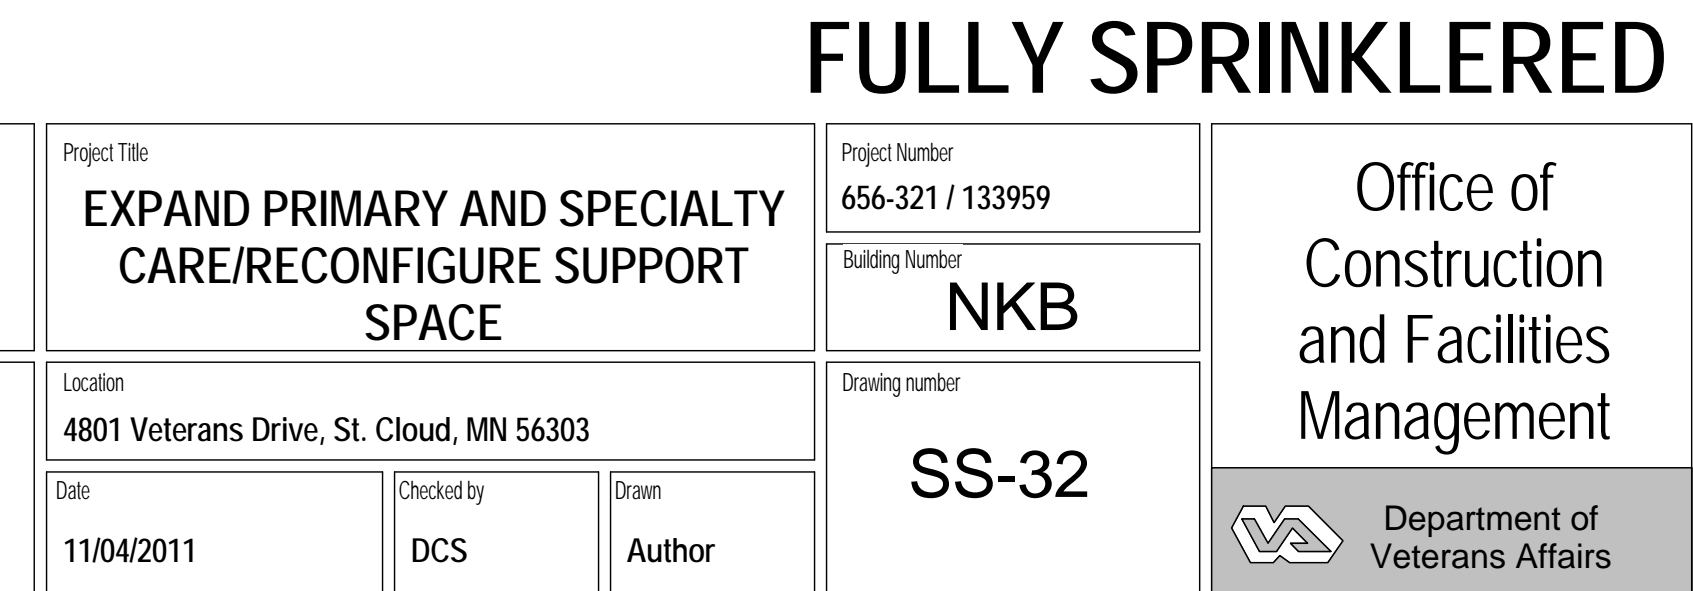 FULLY SPRINKLERED
Project Title
EXPAND PRIMARY AND SPECIALTY
CARE/RECONFIGURE SUPPORT
SPACE
Project Number
656-321 / 133959
Building Number
NKB
Office of
Construction
and Facilities
Management
Location
4801 Veterans Drive, St. Cloud, MN 56303
Drawing number
SS-32
Date
11/04/2011
Checked by
DCS
Drawn
Author
VA
Department of
Veterans Affairs